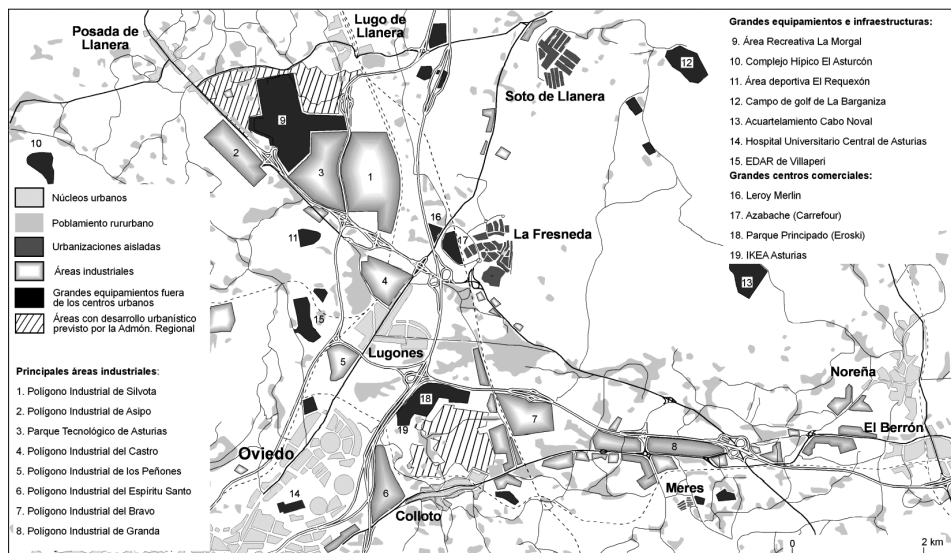 Posada de
Llanera
Lugo de
Llanera
Soto de Llanera
La Fresneda
Lugones
Oviedo
Colloto
Meres
Noreña
El Berrón
1
2
3
4
5
6
7
8
9
10
11
12
13
14
15
16
17
18
19
Núcleos urbanos
Poblamiento rururbano
Urbanizaciones aisladas
Áreas industriales
Grandes equipamientos fuera
de los centros urbanos
Áreas con desarrollo urbanístico
previsto por la Admón. Regional
Principales áreas industriales:
1. Polígono Industrial de Silvota
2. Polígono Industrial de Asipo
3. Parque Tecnológico de Asturias
4. Polígono Industrial del Castro
5. Polígono Industrial de los Peñones
6. Polígono Industrial del Espíritu Santo
7. Polígono Industrial del Bravo
8. Polígono Industrial de Granda
Grandes equipamientos e infraestructuras:
9. Área Recreativa La Morgal
10. Complejo Hípico El Asturcón
11. Área deportiva El Requexón
12. Campo de golf de La Barganiza
13. Acuartelamiento Cabo Noval
14. Hospital Universitario Central de Asturias
15. EDAR de Villaperi
Grandes centros comerciales:
16. Leroy Merlin
17. Azabache (Carrefour)
18. Parque Principado (Eroski)
19. IKEA Asturias
0 2 km